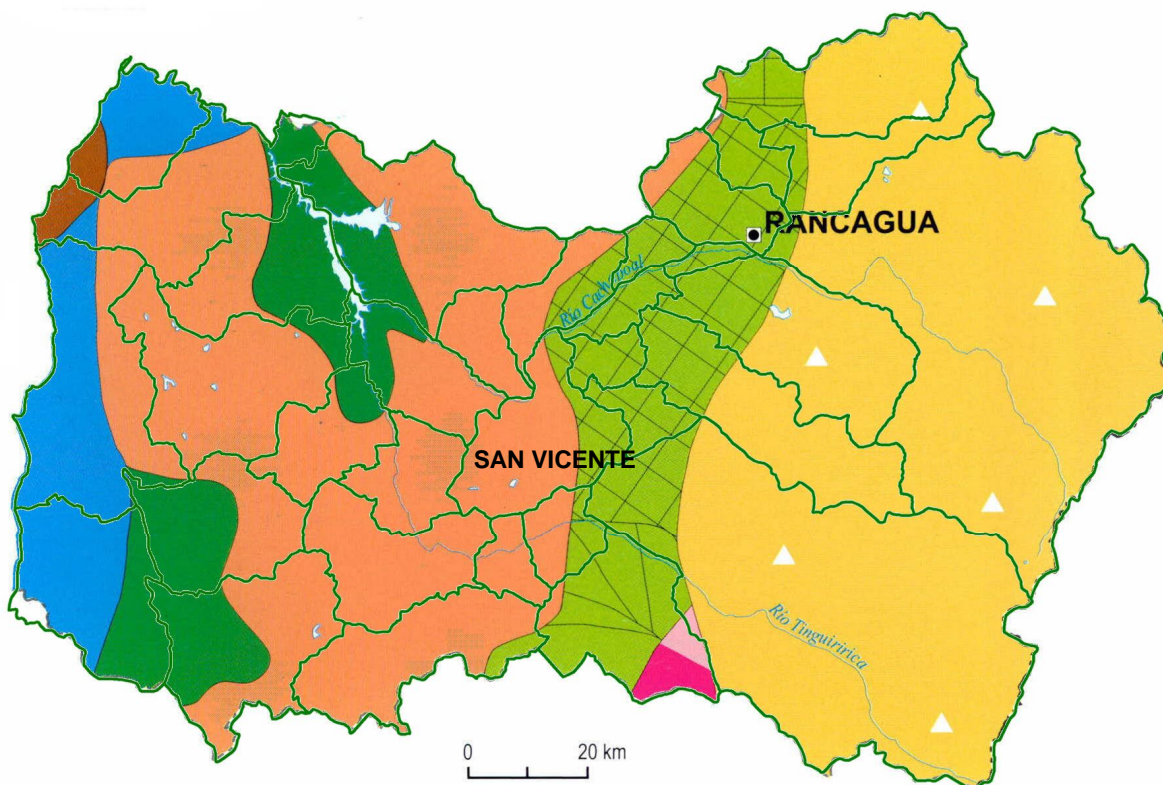 RANCAGUA
Río Cachapoal
SAN VICENTE
Río Tinguiririca
0 20 km